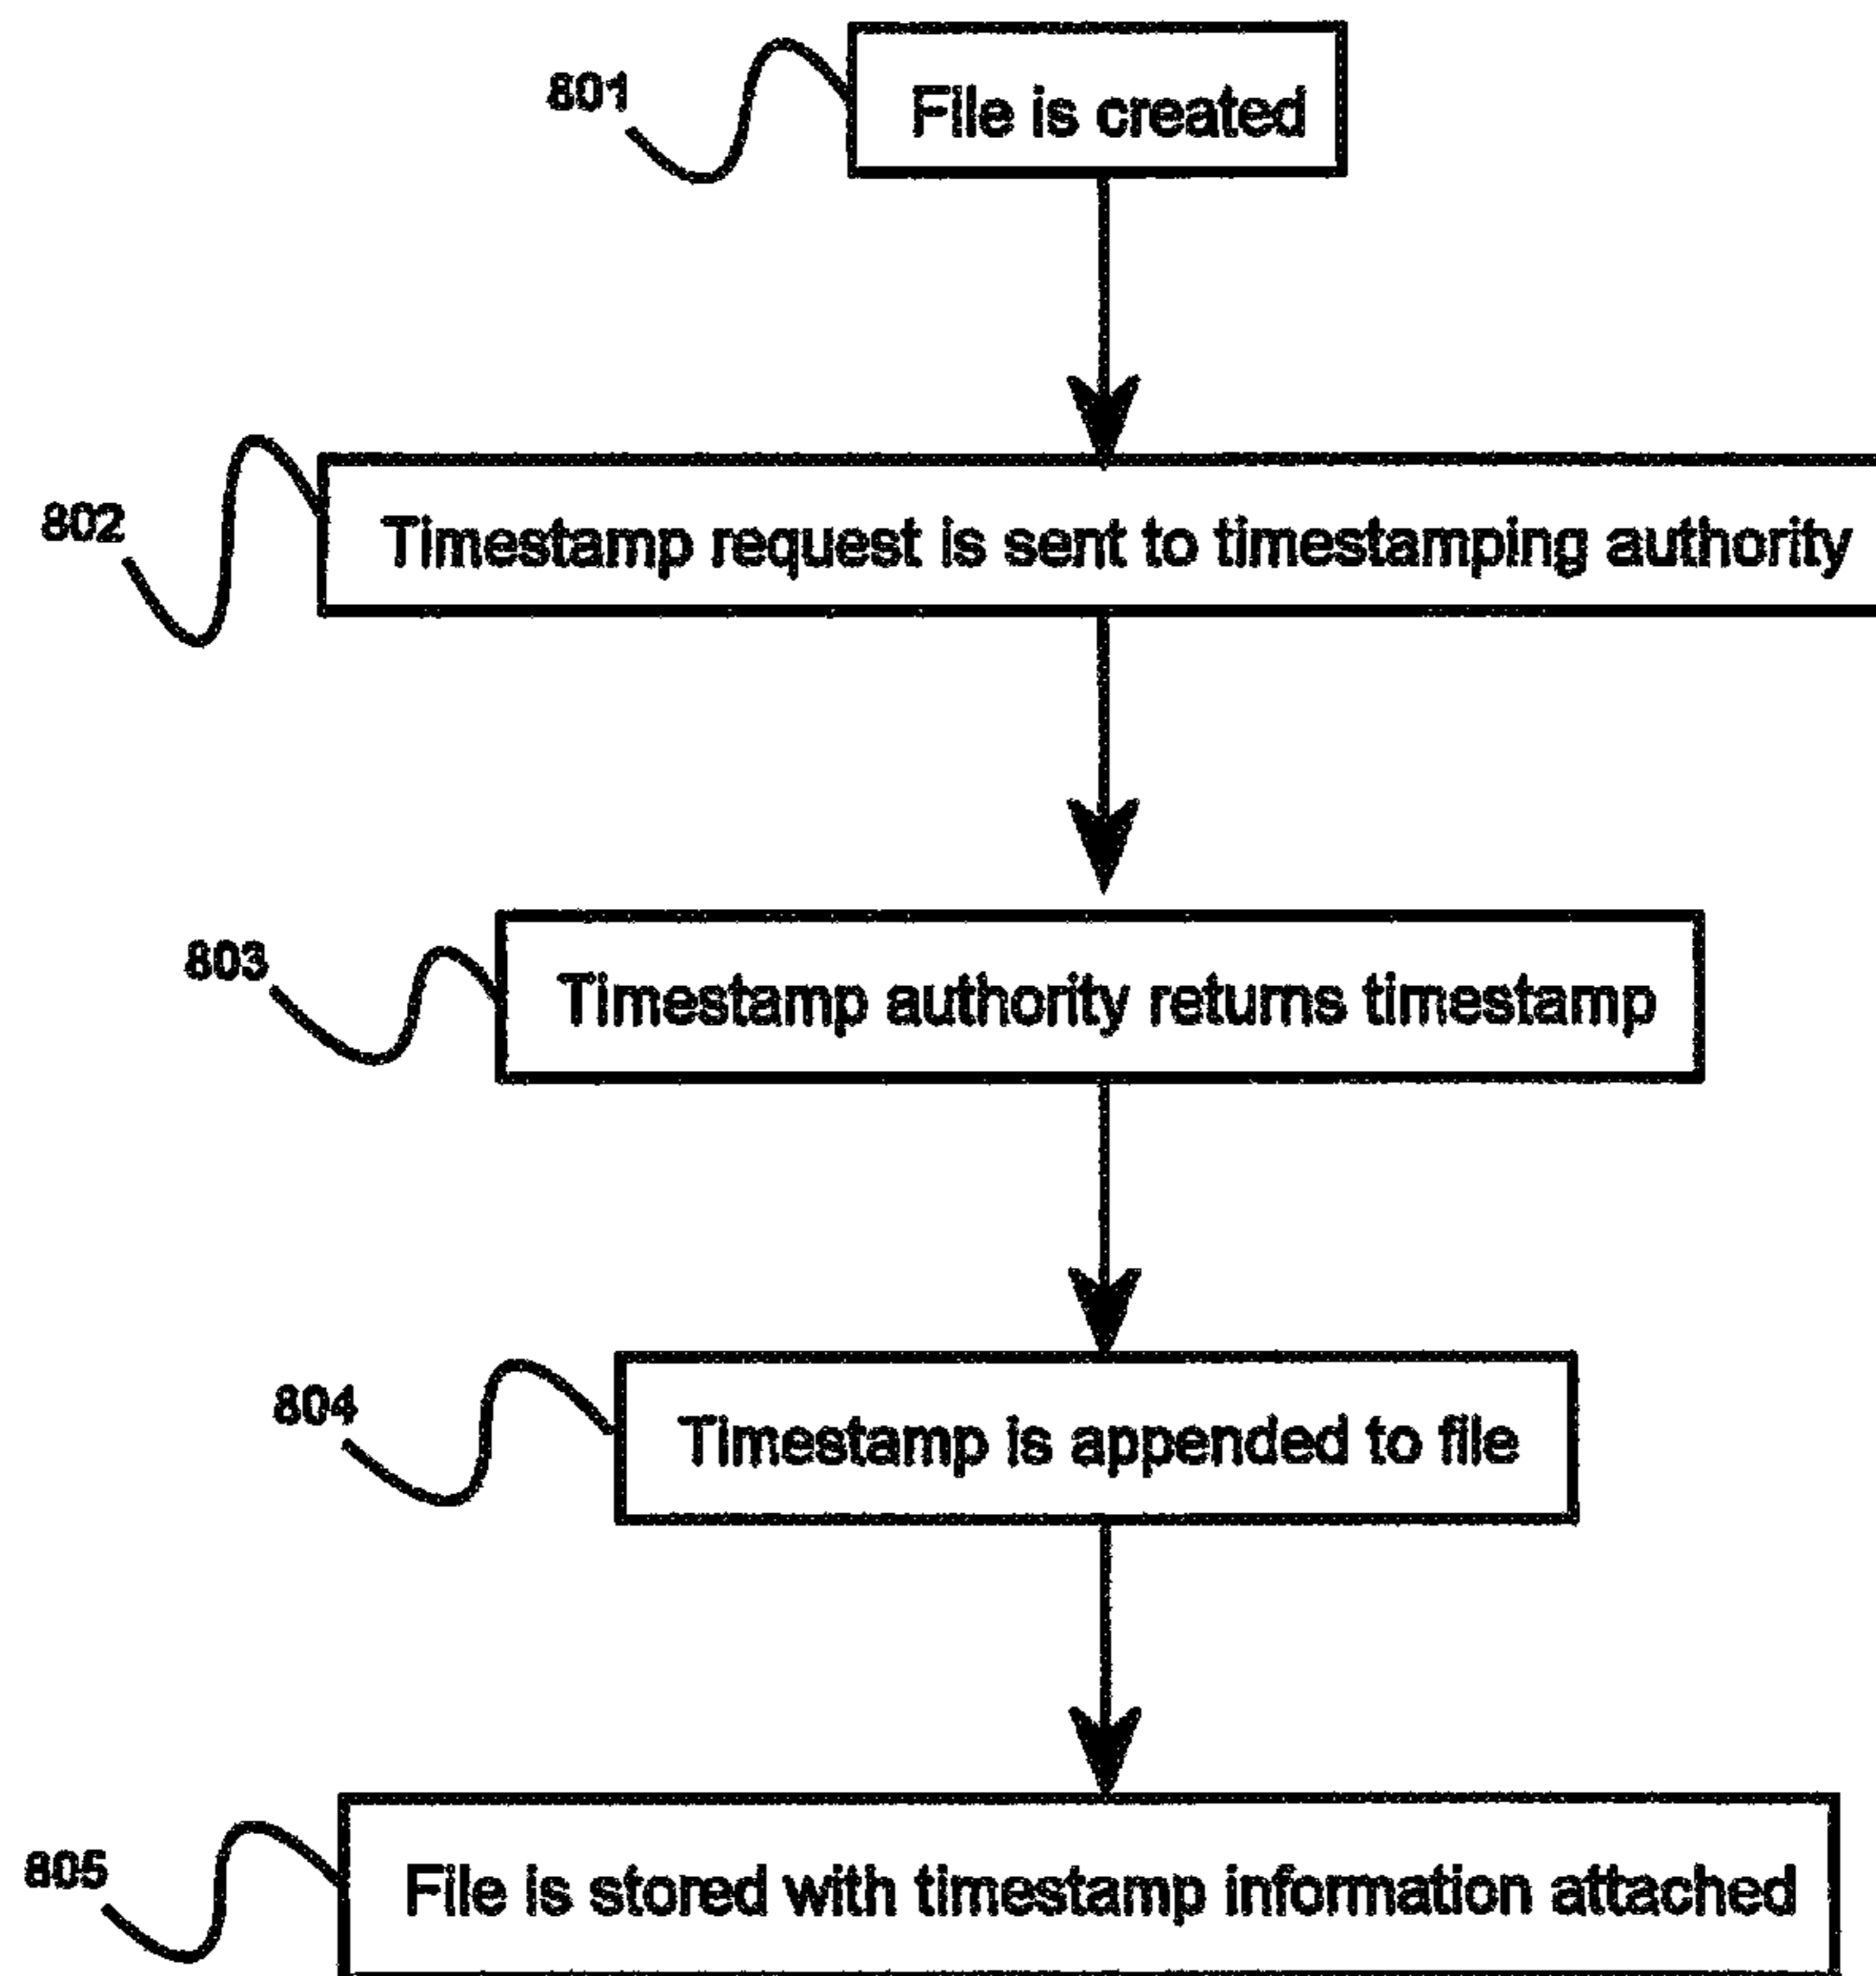 801
File is created
802
Timestamp request is sent to timestamping authority
803
Timestamp authority returns timestamp
804
Timestamp is appended to file
805
File is stored with timestamp information attached